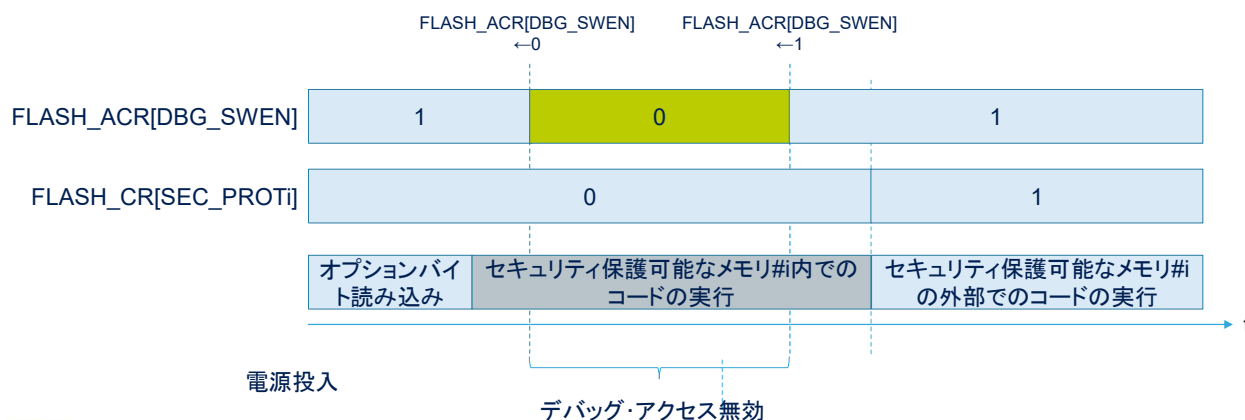 FLASH_ACR[DBG_SWEN]
←0
FLASH_ACR[DBG_SWEN]
←1
FLASH_ACR[DBG_SWEN]
1
0
1
FLASH_CR[SEC_PROTi]
0
1
オプションバイ
ト読み込み
セキュリティ保護可能なメモリ#i内での
コードの実行
セキュリティ保護可能なメモリ#i
の外部でのコードの実行
電源投入
デバッグ・アクセス無効